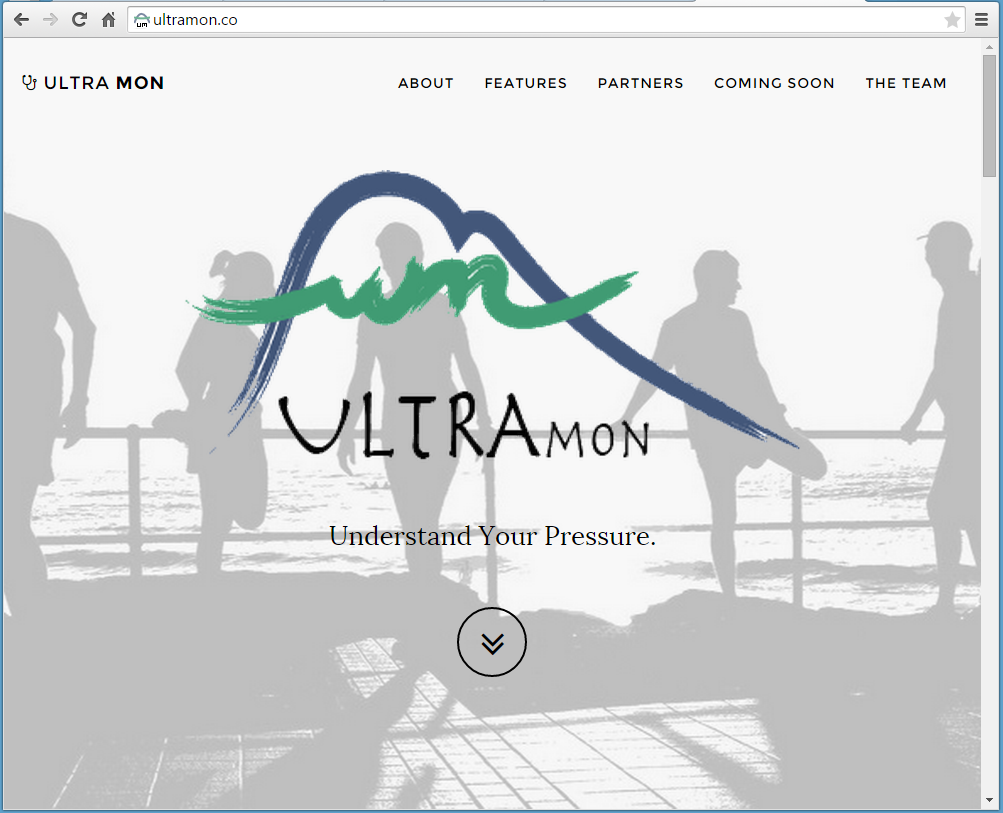 ultramon.co
ULTRA MON
ABOUT FEATURES PARTNERS COMING SOON THE TEAM
um
ULTRAMON
Understand Your Pressure.